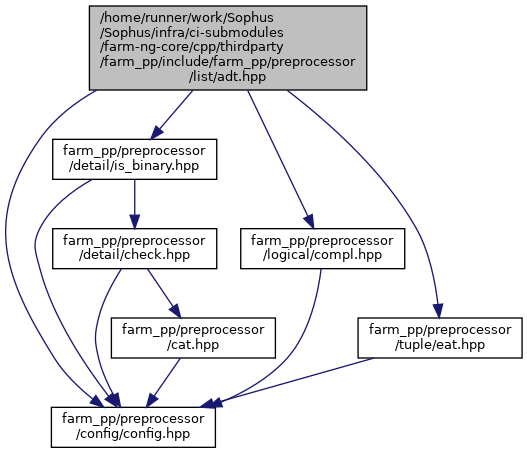 /home/runner/work/Sophus
/Sophus/infra/ci-submodules
/farm-ng-core/cpp/thirdparty
/farm_pp/include/farm_pp/preprocessor
/list/adt.hpp
farm_pp/preprocessor
/detail/is_binary.hpp
farm_pp/preprocessor
/detail/check.hpp
farm_pp/preprocessor
/logical/compl.hpp
farm_pp/preprocessor
/cat.hpp
farm_pp/preprocessor
/tuple/eat.hpp
farm_pp/preprocessor
/config/config.hpp